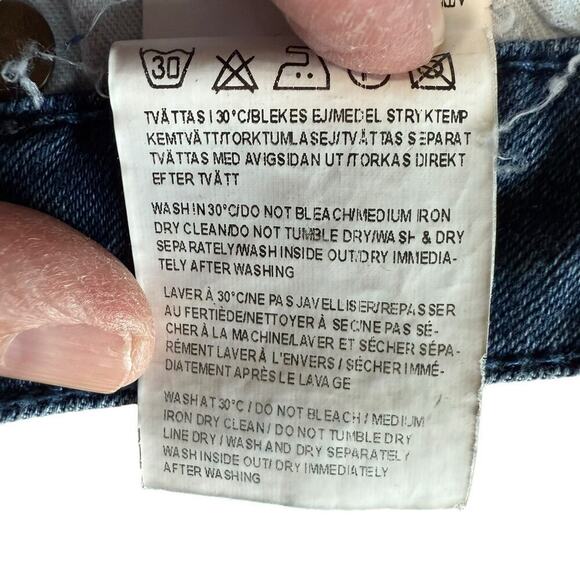 30
TVÄTTAS I 30°C/BLEKES EJ/MEDEL STRYKTEMP
KEMTVÄTT/TORKTUMLAS EJ/TVÄTTAS SEPARAT
TVÄTTAS MED AVIGSIDAN UT/TORKAS DIREKT
EFTER TVÄTT
WASH IN 30°C/DO NOT BLEACH/MEDIUM IRON
DRY CLEAN/DO NOT TUMBLE DRY/WASH & DRY
SEPARATELY/WASH INSIDE OUT/DRY IMMEDIA-
TELY AFTER WASHING
LAVER À 30°C/NE PAS JAVELLISER/REPASSER
AU FERTIÈDE/NETTOYER À SEC/NE PAS SÉ-
CHER À LA MACHINE/LAVER ET SÉCHER SÉPA-
RÉMENT LAVER À L'ENVERS / SÉCHER IMMÉ-
DIATEMENT APRÈS LE LAVAGE
WASH AT 30°C / DO NOT BLEACH / MEDIUM
IRON DRY CLEAN / DO NOT TUMBLE DRY
LINE DRY / WASH AND DRY SEPARATELY /
WASH INSIDE OUT/ DRY IMMEDIATELY
AFTER WASHING